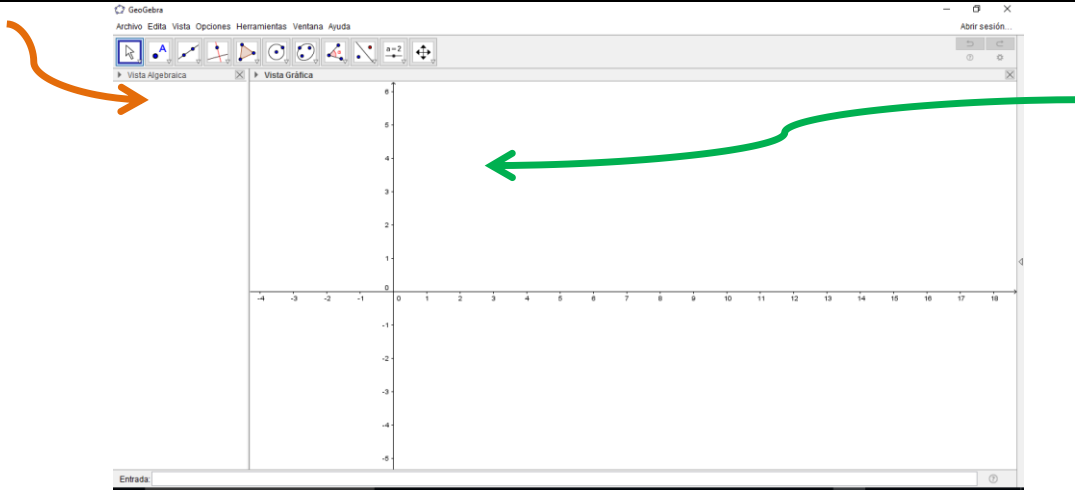 GeoGebra
Archivo Edita Vista Opciones Herramientas Ventana Ayuda
Abrir sesión...
A
α
a=2
Vista Algebraica
Vista Gráfica
6
5
4
3
2
1
0
-4 -3 -2 -1 0 1 2 3 4 5 6 7 8 9 10 11 12 13 14 15 16 17 18
-1
-2
-3
-4
-5
Entrada: